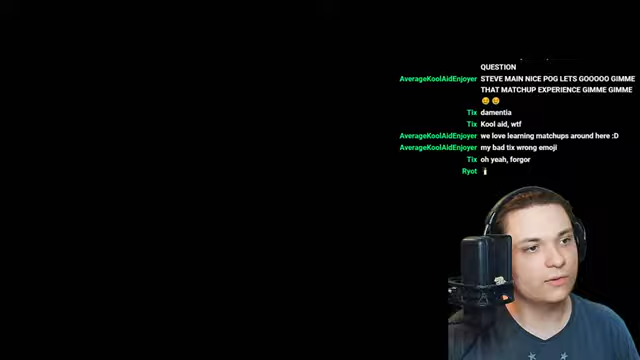 QUESTION
AverageKoolAidEnjoyer STEVE MAIN NICE POG LETS GOOOOO GIMME
THAT MATCHUP EXPERIENCE GIMME GIMME
Tix damentia
Tix Kool aid, wtf
AverageKoolAidEnjoyer we love learning matchups around here :D
AverageKoolAidEnjoyer my bad tix wrong emoji
Tix oh yeah, forgor
Ryot